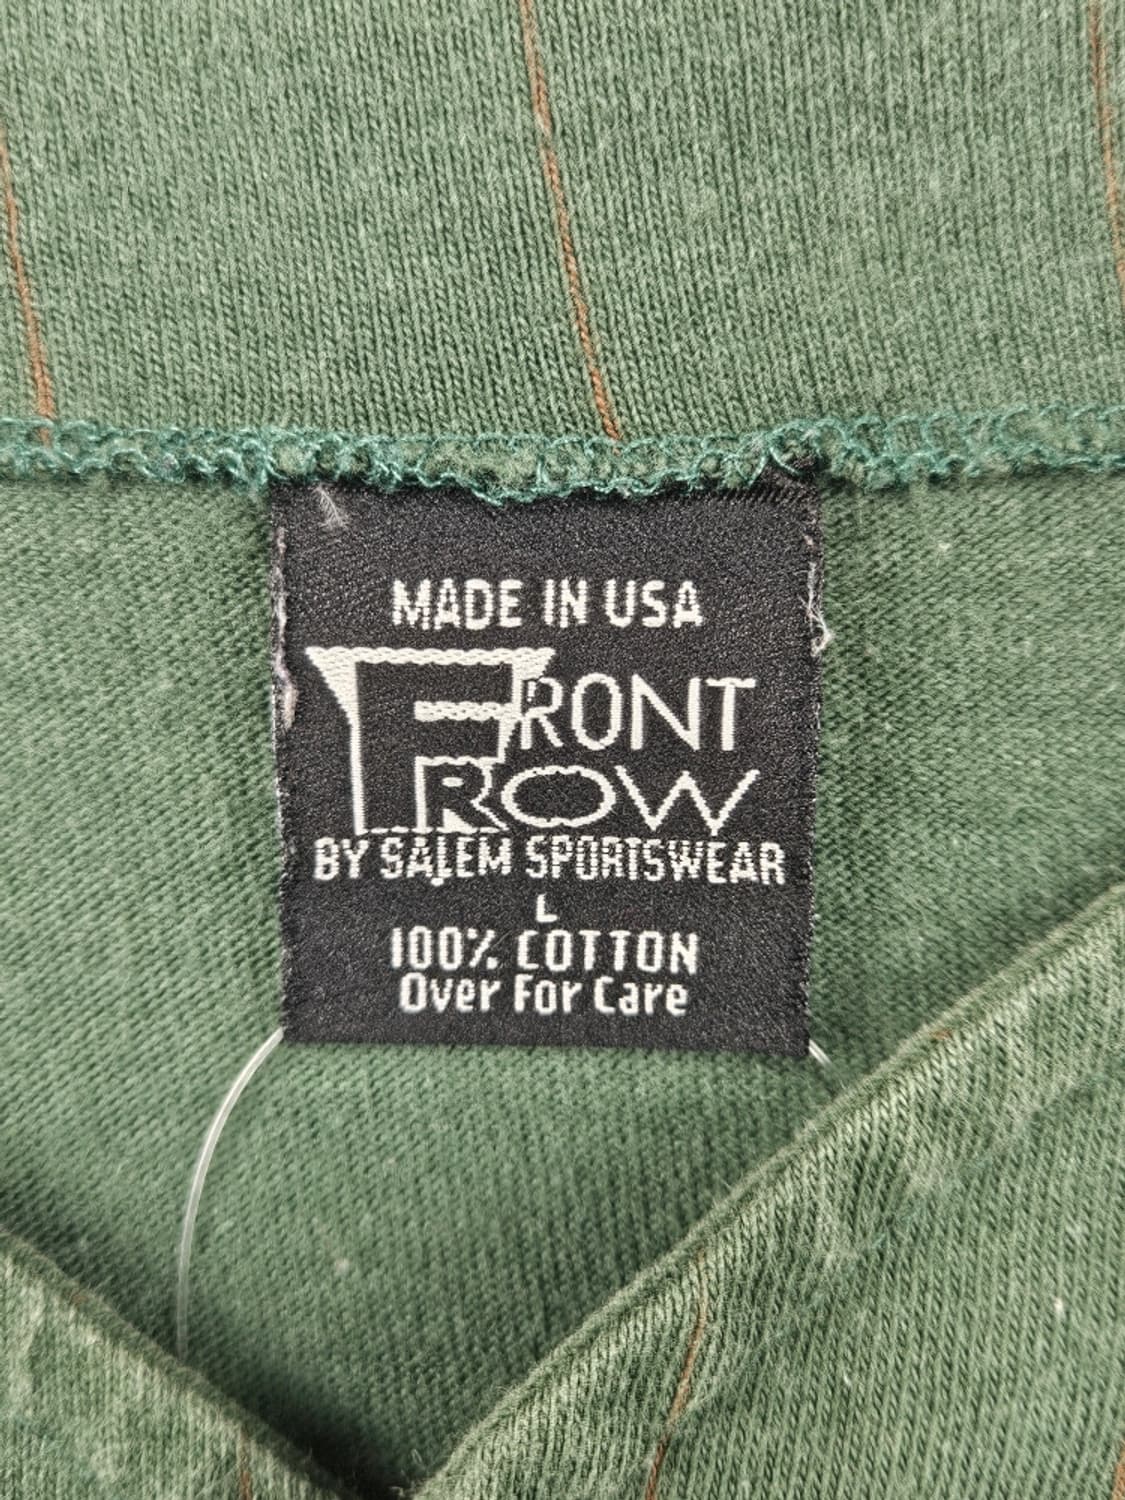 MADE IN USA
FRONT
ROW
BY SALEM SPORTSWEAR
L
100% COTTON
Over For Care